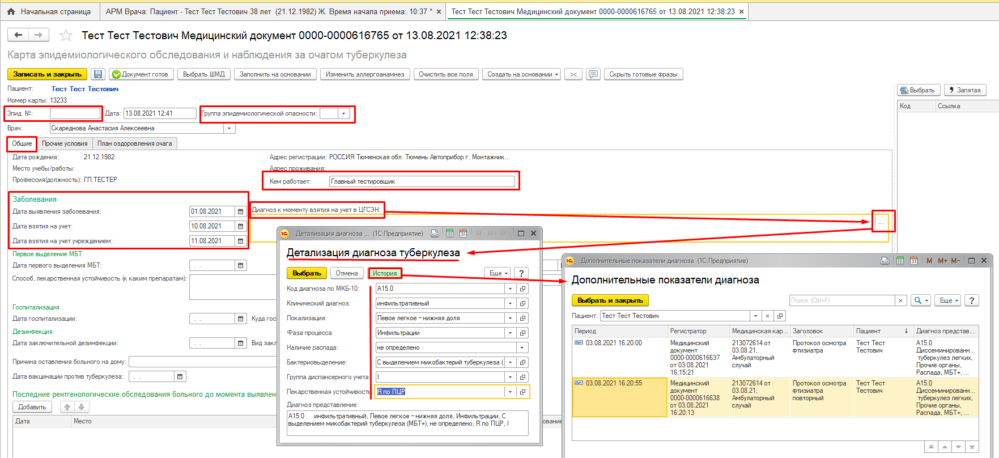 Начальная страница
АРМ Врача: Пациент - Тест Тест Тестович 38 лет (21.12.1982) Ж. Время начала приема: 10:37 * ×
Тест Тест Тестович Медицинский документ 0000-0000616765 от 13.08.2021 12:38:23 ×
Тест Тест Тестович Медицинский документ 0000-0000616765 от 13.08.2021 12:38:23
Карта эпидемиологического обследования и наблюдения за очагом туберкулеза
Записать и закрыть
Документ готов
Выбрать ШМД
Заполнить на основании
Изменить аллергоанамнез
Очистить все поля
Создать на основании
><
Скрыть готовые фразы
Пациент: Тест Тест Тестович
Номер карты: 13233
Эпид. №:
Дата: 13.08.2021 12:41
Группа эпидемиологической опасности:
Врач: Скареднова Анастасия Алексеевна
Выбрать
Запятая
Код
Ссылка
Общие
Прочие условия
План оздоровления очага
Дата рождения: 21.12.1982
Адрес регистрации: РОССИЯ Тюменская обл. Тюмень Автоприбор г. Монтажник...
Место учебы/работы:
Адрес проживания:
Профессия(должность): ГЛ.ТЕСТЕР
Кем работает: Главный тестировщик
Заболевания
Дата выявления заболевания: 01.08.2021
Диагноз к моменту взятия на учет в ЦГСЭН:
...
Дата взятия на учет: 10.08.2021
Дата взятия на учет учреждением: 11.08.2021
Первое выделение МБТ
Дата первого выделения МБТ: . .
Способ, лекарственная устойчивость (к каким препаратам):
Госпитализация
Дата госпитализации: . .
Куда гос
Дезинфекция
Дата заключительной дезинфекции: . .
Вид закл
Причина оставления больного на дому:
Дата вакцинации против туберкулеза: . .
Последние рентгенологические обследования больного до момента выявлен
Добавить
Дата
Место
ование
Детализация диагноза ... (1С:Предприятие)
M M+ M-
Детализация диагноза туберкулеза
Выбрать
Отмена
История
Еще
?
Код диагноза по МКБ-10: A15.0
Клинический диагноз: инфильтративный
Локализация: Левое легкое – нижняя доля
Фаза процесса: Инфильтрации
Наличие распада: не определено
Бактериовыделение: С выделением микобактерий туберкулеза (
Группа диспансерного учета: I
Лекарственная устойчивость: R по ПЦР
Диагноз представление:
A15.0 инфильтративный, Левое легкое – нижняя доля, Инфильтрации, С
выделением микобактерий туберкулеза (МБТ+), не определено, R по ПЦР, I
Дополнительные показатели диагноза (1С:Предприятие)
M M+ M-
Дополнительные показатели диагноза
Выбрать и закрыть
Поиск (Ctrl+F)
×
Еще
?
Пациент: Тест Тест Тестович
Период
Регистратор
Медицинская кар...
Заголовок
Пациент ↓
Диагноз представ...
03.08.2021 16:20:00
Медицинский
документ
0000-0000616637
от 03.08.2021
16:15:21
213072614 от
03.08.21,
Амбулаторный
случай
Протокол осмотра
фтизиатра
Тест Тест
Тестович
A15.0
Диссеминированн...
туберкулез легких,
Прочие органы,
Распада, МБТ+, ...
03.08.2021 16:20:55
Медицинский
документ
0000-0000616638
от 03.08.2021
16:20:13
213072614 от
03.08.21,
Амбулаторный
случай
Протокол осмотра
фтизиатра
повторный
Тест Тест
Тестович
A15.0
Диссеминированн...
туберкулез легких,
Прочие органы,
Распада, МБТ+, ...